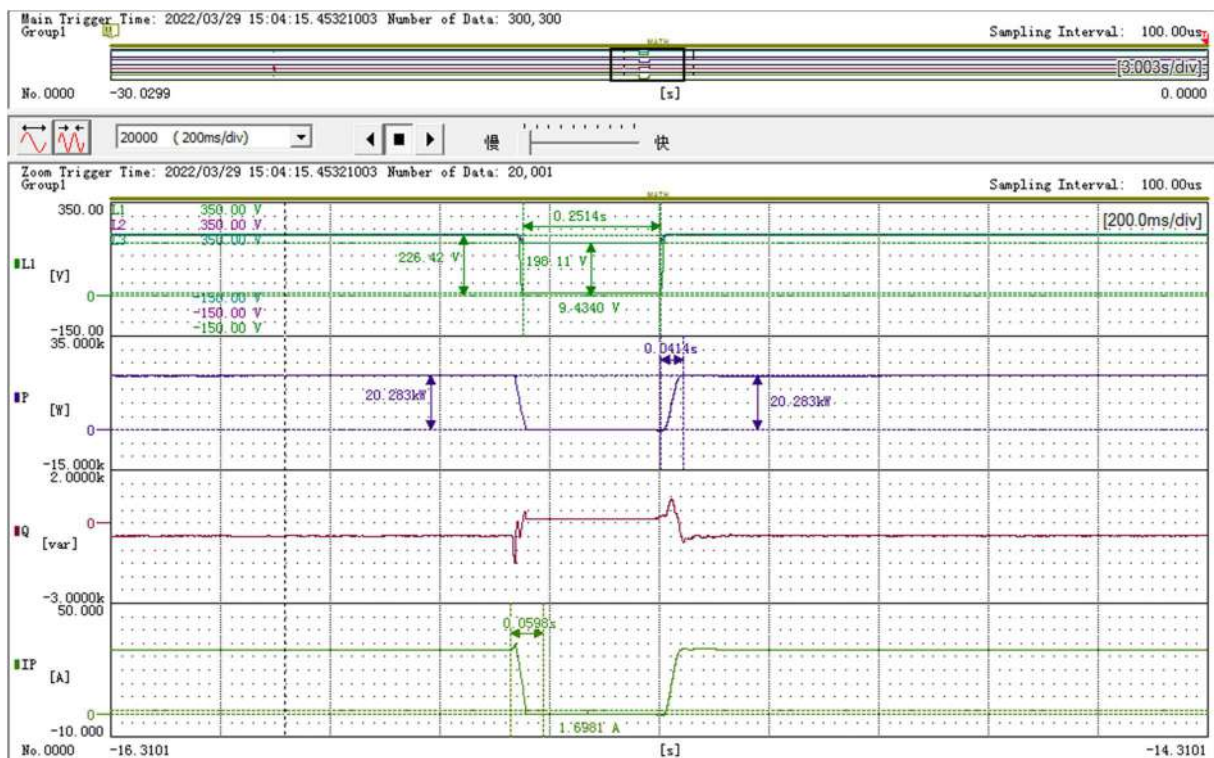 Main Trigger Time: 2022/03/29 15:04:15.45321003 Number of Data: 300,300
Group1 Sampling Interval: 100.00us
M
MATH
T
[3.003s/div]
No.0000 -30.0299 [s] 0.0000
20000 (200ms/div) 慢 快
Zoom Trigger Time: 2022/03/29 15:04:15.45321003 Number of Data: 20,001
Group1 Sampling Interval: 100.00us
MATH
350.00 L1 350.00 V 0.2514s [200.0ms/div]
L2 350.00 V
L3 350.00 V
L1 226.42 V 198.11 V
[V]
0 -150.00 V 9.4340 V
-150.00 V
-150.00 -150.00 V
35.000k 0.0414s
P 20.283kW 20.283kW
[W]
0
-15.000k
2.0000k
0
Q
[var]
-3.0000k
50.000
0.0598s
IP
[A]
0
-10.000 1.6981 A
No.0000 -16.3101 [s] -14.3101